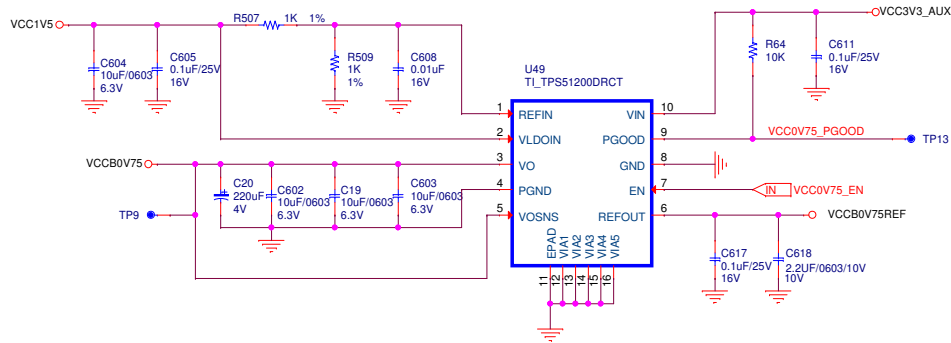 VCC1V5
R507
1K
1%
C604
10uF/0603
6.3V
C605
0.1uF/25V
16V
R509
1K
1%
C608
0.01uF
16V
VCC3V3_AUX
R64
10K
C611
0.1uF/25V
16V
U49
TI_TPS51200DRCT
1
REFIN
VIN
10
2
VLDOIN
PGOOD
9
VCC0V75_PGOOD
TP13
VCCB0V75
3
VO
GND
8
4
PGND
EN
7
IN
VCC0V75_EN
5
VOSNS
REFOUT
6
VCCB0V75REF
C20
220uF
4V
C602
10uF/0603
6.3V
C19
10uF/0603
6.3V
C603
10uF/0603
6.3V
TP9
EPAD
VIA1
VIA2
VIA3
VIA4
VIA5
11
12
13
14
15
16
C617
0.1uF/25V
16V
C618
2.2UF/0603/10V
10V